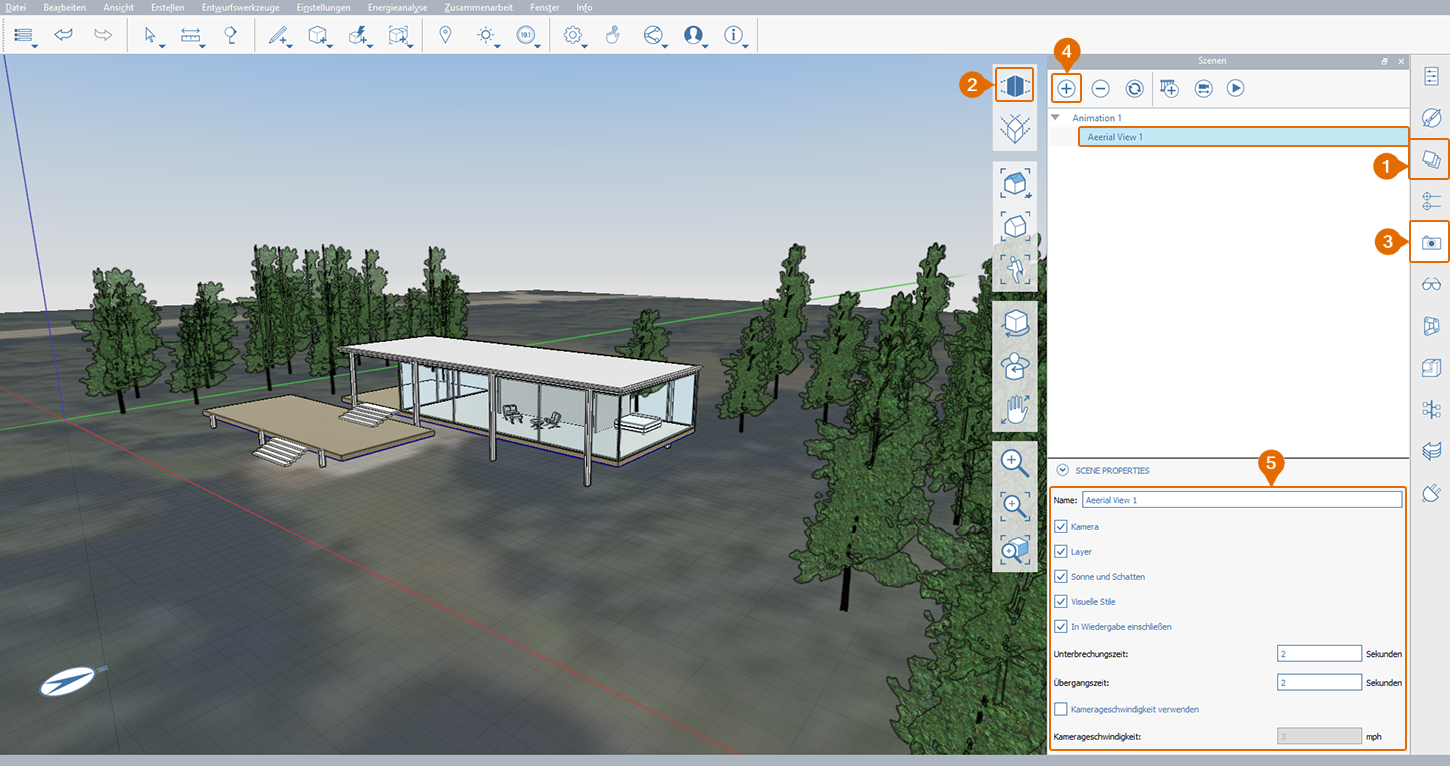 Datei Bearbeiten Ansicht Erstellen Entwurfswerkzeuge Einstellungen Energieanalyse Zusammenarbeit Fenster Info
19.1
4
Szenen
2
Animation 1
Aeerial View 1
1
3
5
SCENE PROPERTIES
Name: Aeerial View 1
Kamera
Layer
Sonne und Schatten
Visuelle Stile
In Wiedergabe einschließen
Unterbrechungszeit: 2 Sekunden
Übergangszeit: 2 Sekunden
Kamerageschwindigkeit verwenden
Kamerageschwindigkeit: 3 mph